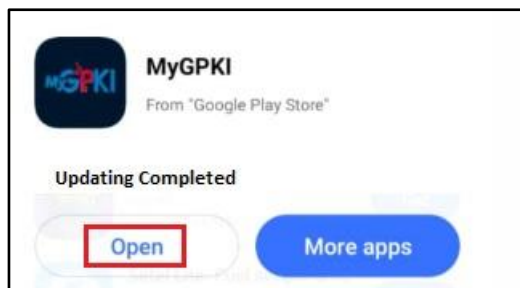 MyGPKI
MyGPKI
From "Google Play Store"
Updating Completed
Open
More apps